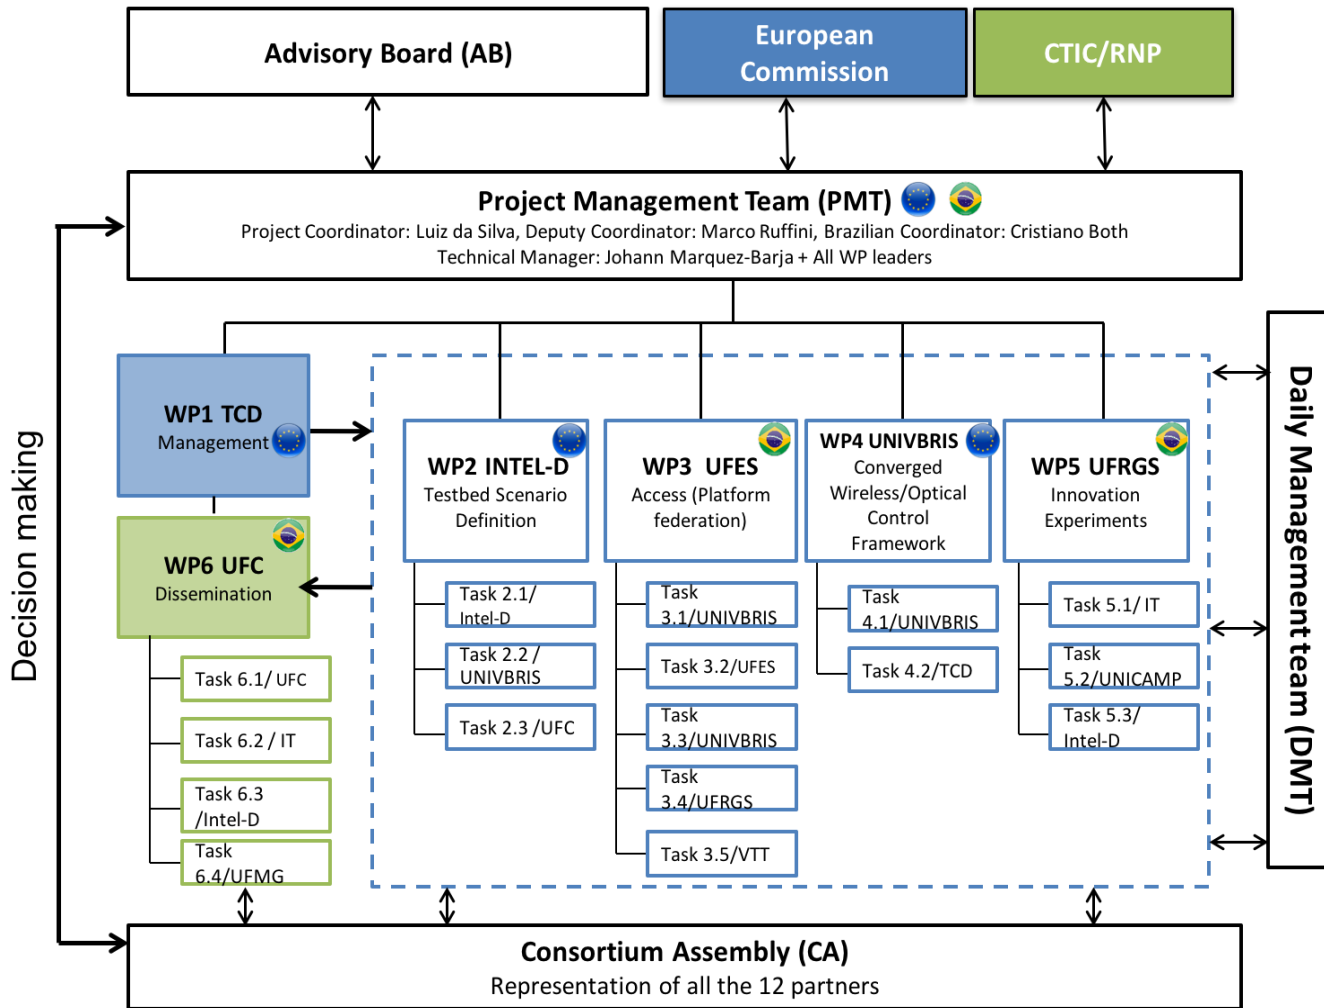 Advisory Board (AB)
European
Commission
CTIC/RNP
Project Management Team (PMT)
Project Coordinator: Luiz da Silva, Deputy Coordinator: Marco Ruffini, Brazilian Coordinator: Cristiano Both
Technical Manager: Johann Marquez-Barja + All WP leaders
Decision making
WP1 TCD
Management
WP6 UFC
Dissemination
Task 6.1/ UFC
Task 6.2 / IT
Task 6.3
/Intel-D
Task
6.4/UFMG
WP2 INTEL-D
Testbed Scenario
Definition
Task 2.1/
Intel-D
Task 2.2 /
UNIVBRIS
Task 2.3 /UFC
WP3 UFES
Access (Platform
federation)
Task
3.1/UNIVBRIS
Task 3.2/UFES
Task
3.3/UNIVBRIS
Task
3.4/UFRGS
Task 3.5/VTT
WP4 UNIVBRIS
Converged
Wireless/Optical
Control
Framework
Task
4.1/UNIVBRIS
Task 4.2/TCD
WP5 UFRGS
Innovation
Experiments
Task 5.1/ IT
Task
5.2/UNICAMP
Task 5.3/
Intel-D
Daily Management team (DMT)
Consortium Assembly (CA)
Representation of all the 12 partners